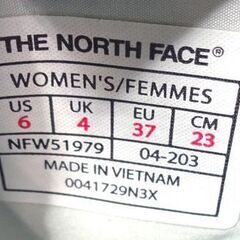 THE NORTH FACE®
WOMEN'S/FEMMES
US UK EU CM
6 4 37 23
NFW51979 04-203
MADE IN VIETNAM
0041729N3X